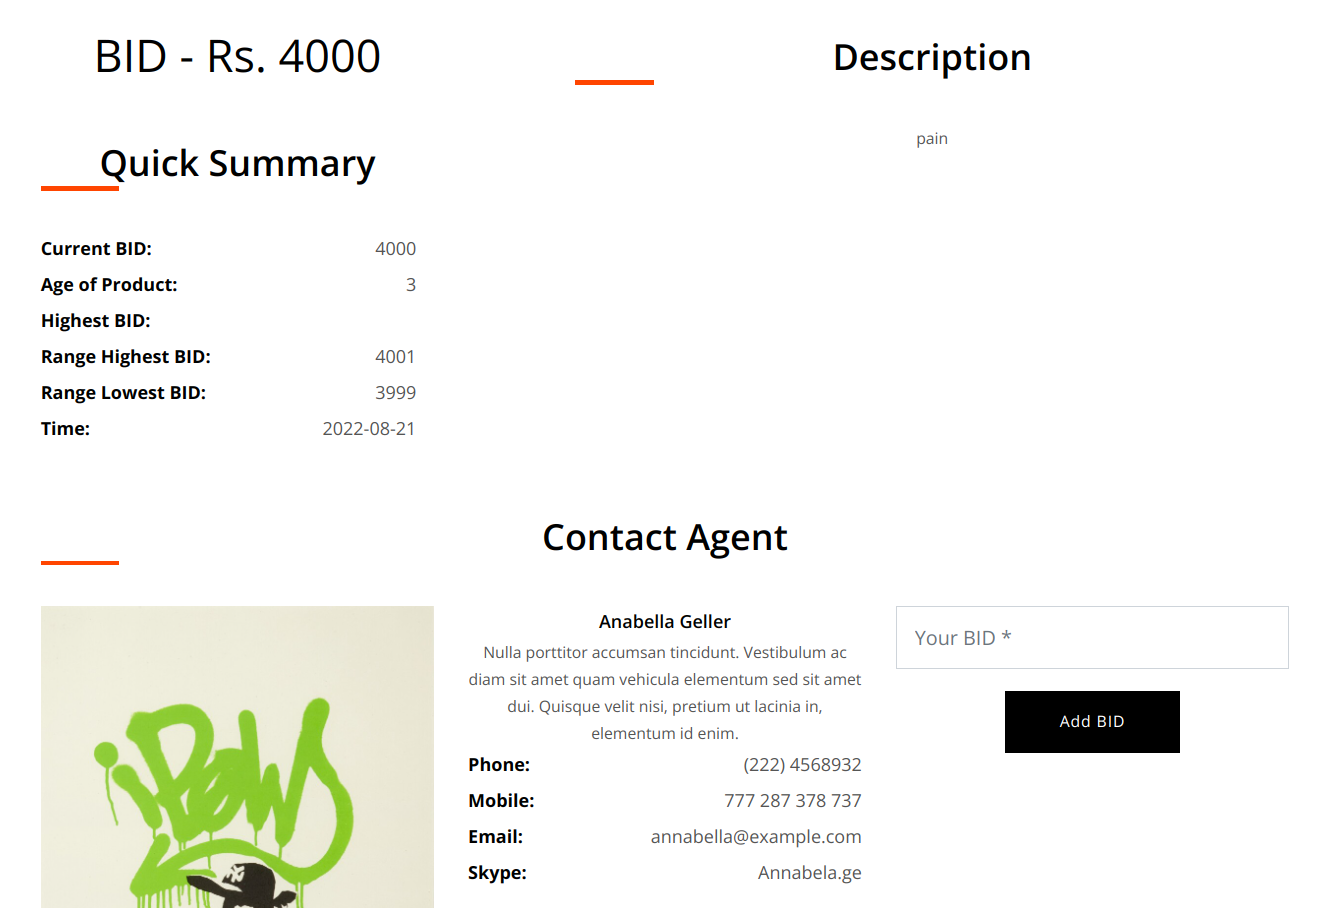 BID - Rs. 4000
Quick Summary
Current BID: 4000
Age of Product: 3
Highest BID:
Range Highest BID: 4001
Range Lowest BID: 3999
Time: 2022-08-21
Description
pain
Contact Agent
Anabella Geller
Nulla porttitor accumsan tincidunt. Vestibulum ac
diam sit amet quam vehicula elementum sed sit amet
dui. Quisque velit nisi, pretium ut lacinia in,
elementum id enim.
Phone: (222) 4568932
Mobile: 777 287 378 737
Email: annabella@example.com
Skype: Annabela.ge
Your BID *
Add BID